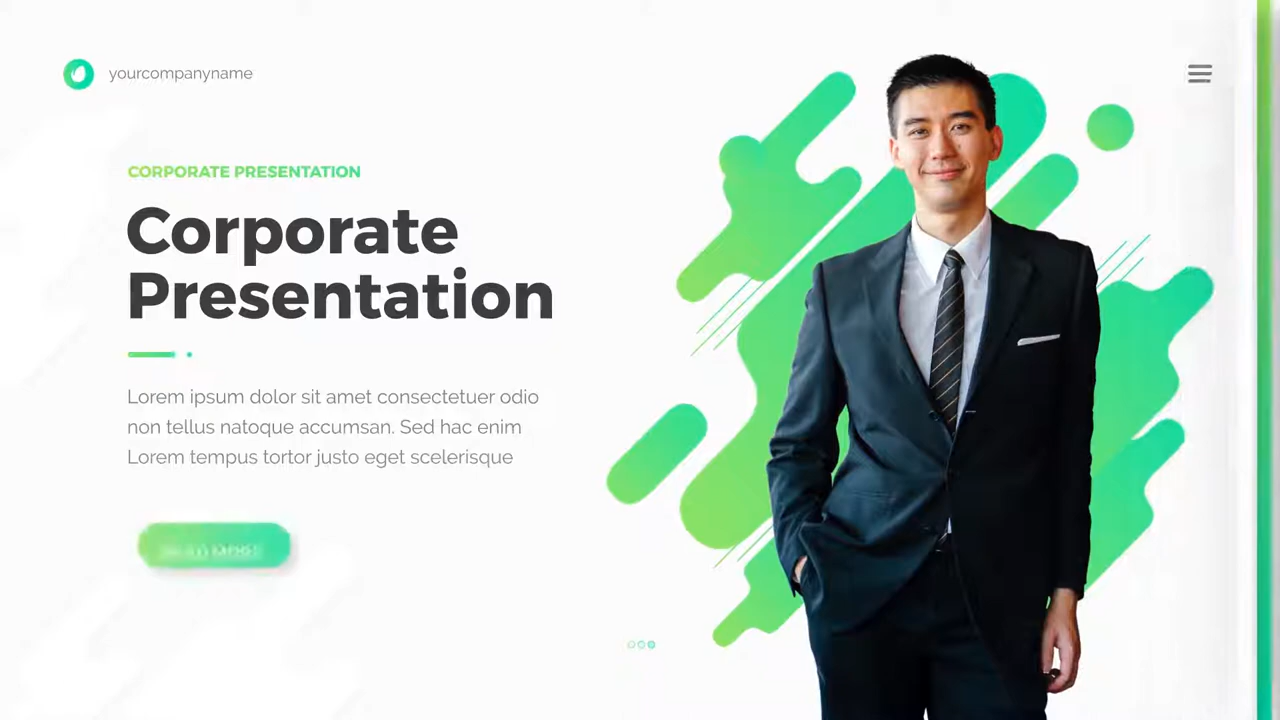 yourcompanyname
CORPORATE PRESENTATION
Corporate
Presentation
Lorem ipsum dolor sit amet consectetuer odio
non tellus natoque accumsan. Sed hac enim
Lorem tempus tortor justo eget scelerisque